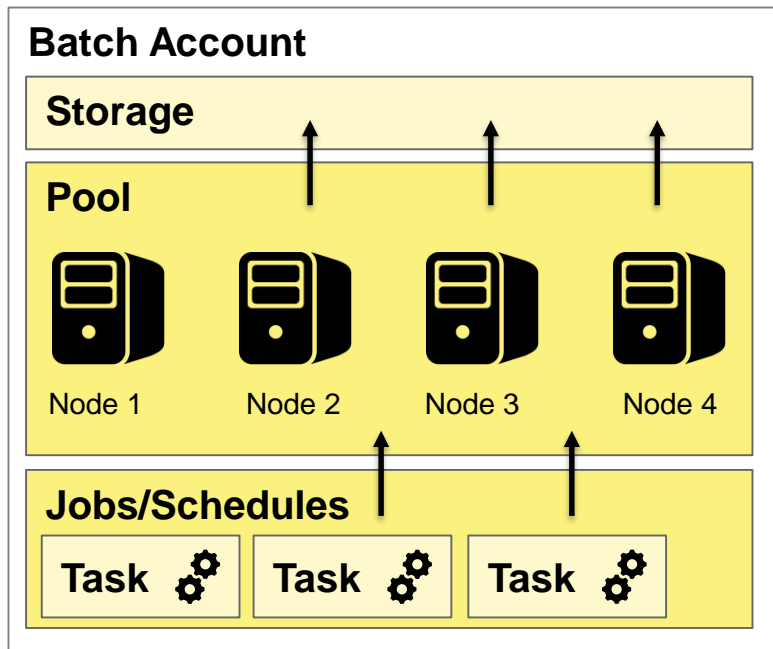 Batch Account
Storage
Pool
Node 1
Node 2
Node 3
Node 4
Jobs/Schedules
Task
Task
Task